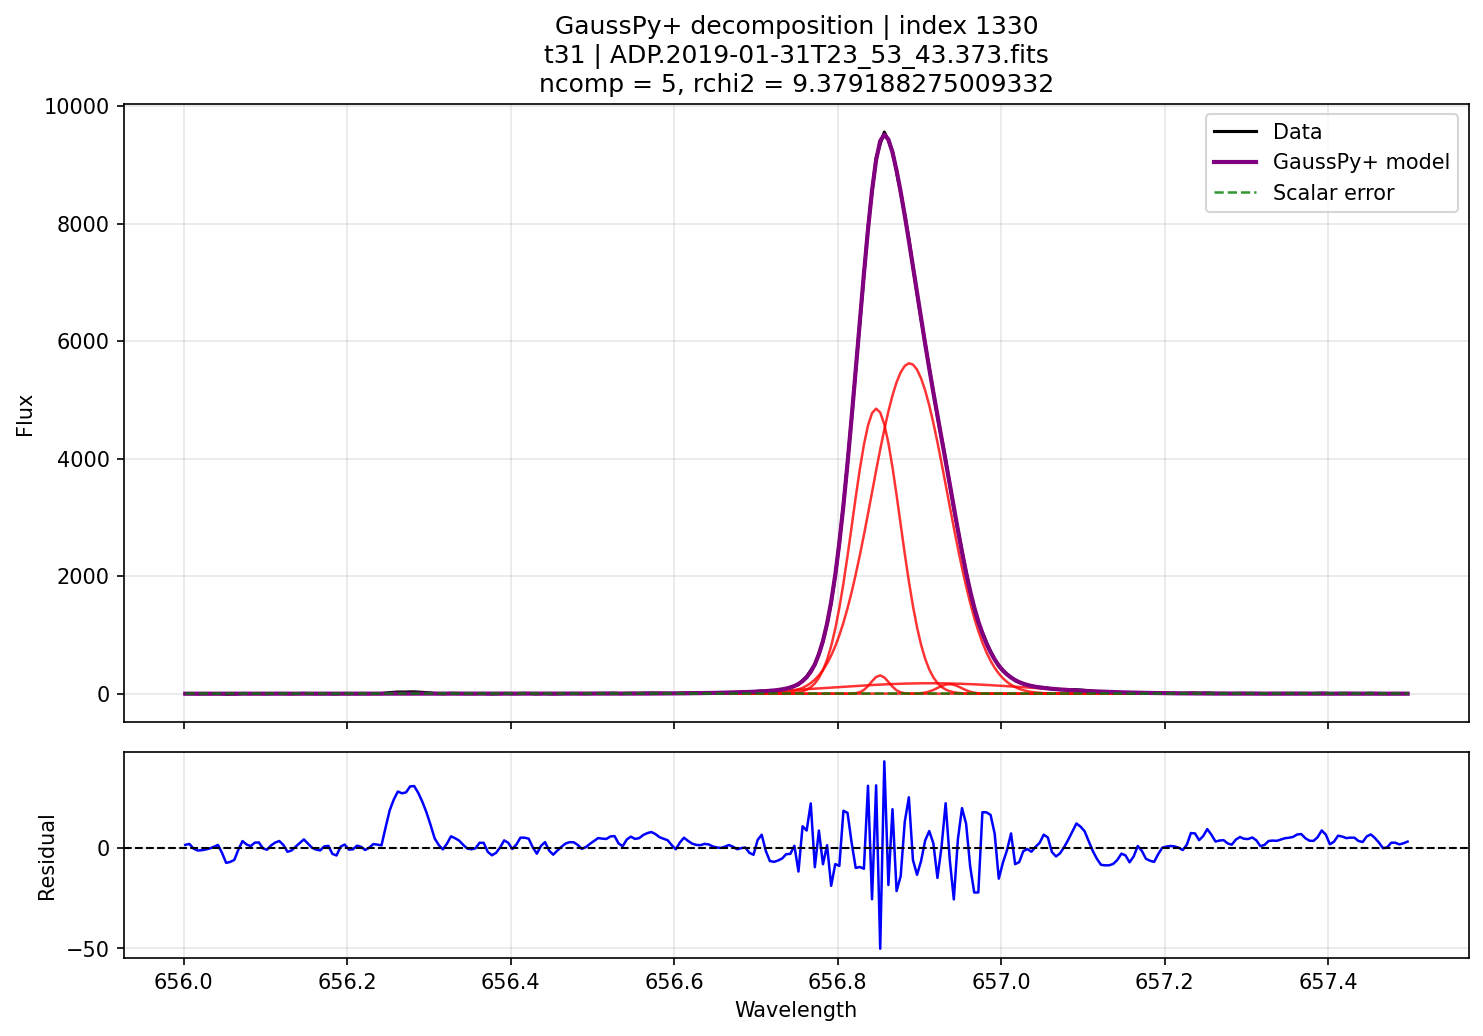 GaussPy+ decomposition | index 1330
t31 | ADP.2019-01-31T23_53_43.373.fits
ncomp = 5, rchi2 = 9.379188275009332
Data
GaussPy+ model
Scalar error
Flux
10000
8000
6000
4000
2000
0
Residual
0
−50
656.0 656.2 656.4 656.6 656.8 657.0 657.2 657.4
Wavelength